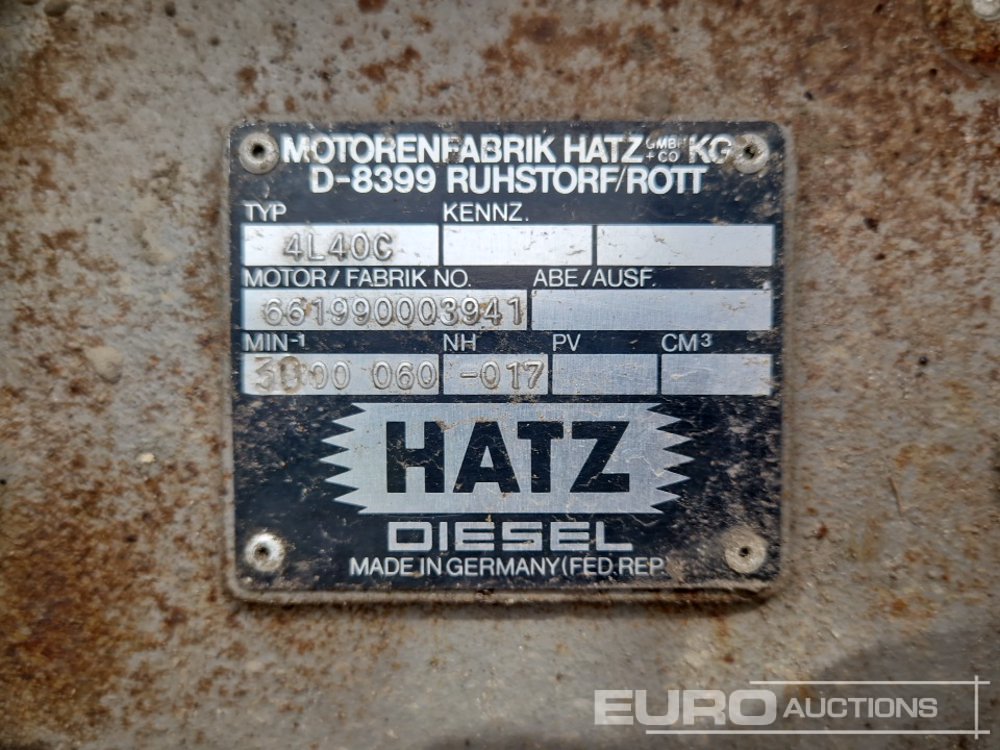 MOTORENFABRIK HATZ GMBH + CO KG
D-8399 RUHSTORF/ROTT
TYP KENNZ.
4L40C
MOTOR/FABRIK NO. ABE/AUSF.
661990003941
MIN-1 NH PV CM3
3000 060 -017
HATZ
DIESEL
MADE IN GERMANY (FED. REP.
EURO AUCTIONS